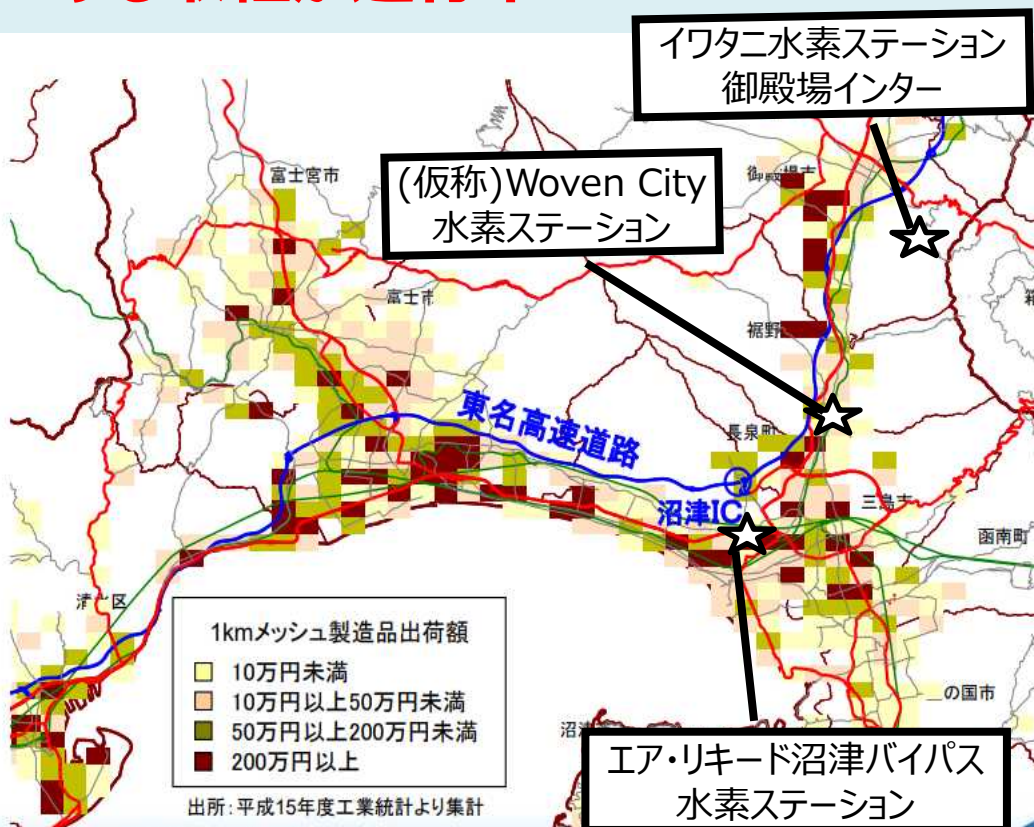 イワタニ水素ステーション
御殿場インター
(仮称)Woven City
水素ステーション
富士宮市
富士市
裾野
東名高速道路
長泉町
沼津IC
三島市
函南町
1kmメッシュ製造品出荷額
10万円未満
10万円以上50万円未満
50万円以上200万円未満
200万円以上
出所:平成15年度工業統計より集計
の国市
エア・リキード沼津バイパス
水素ステーション